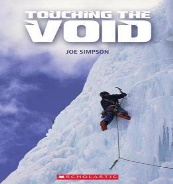 TOUCHING THE
VOID
JOE SIMPSON
SCHOLASTIC